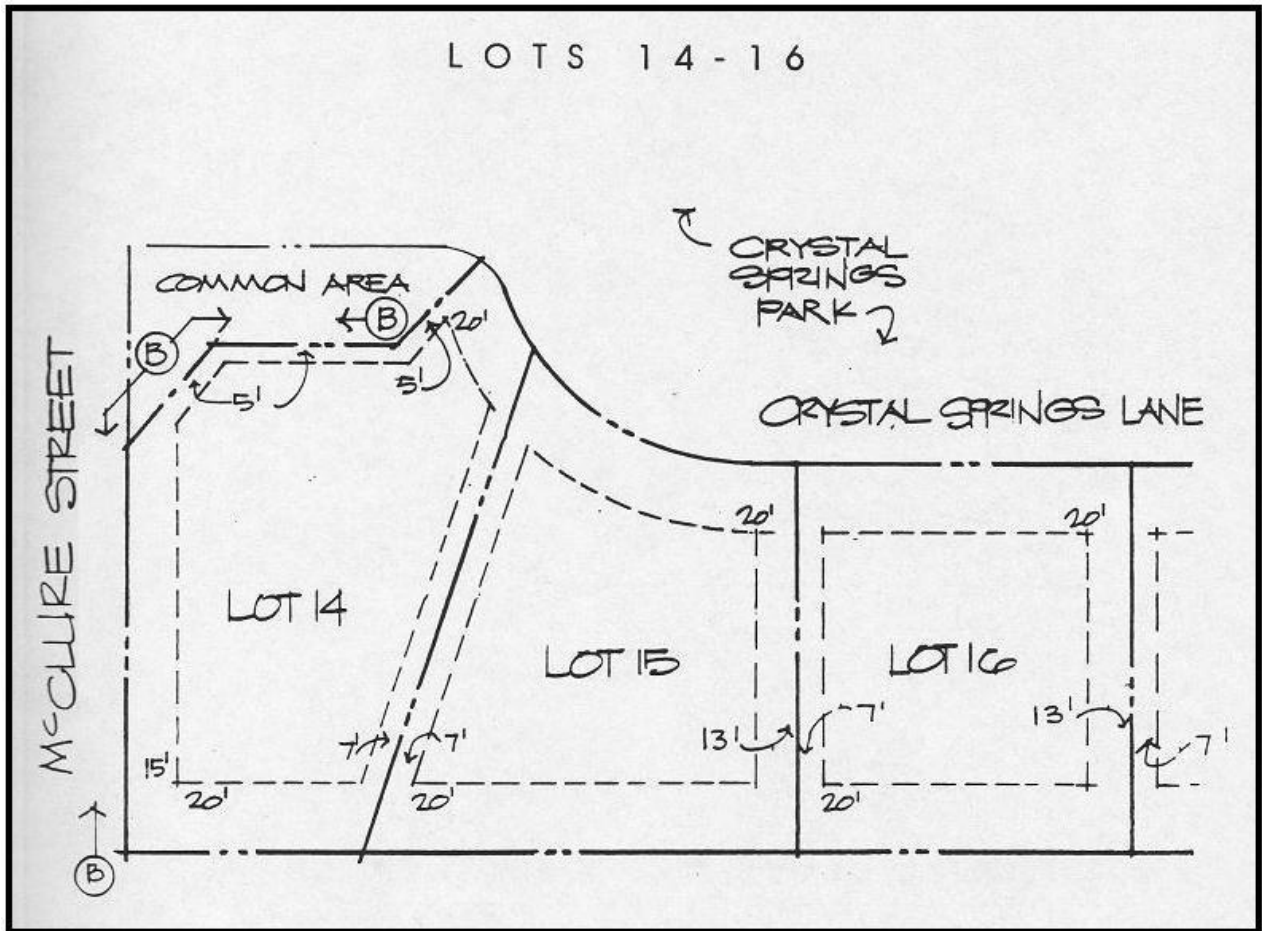 LOTS 14-16
CRYSTAL
SPRINGS
PARK
COMMON AREA
B
B
20'
5'
5'
CRYSTAL SPRINGS LANE
McCLURE STREET
20'
20'
LOT 14
LOT 15
LOT 16
13'
7'
13'
7'
7'
7'
15'
20'
20'
20'
B